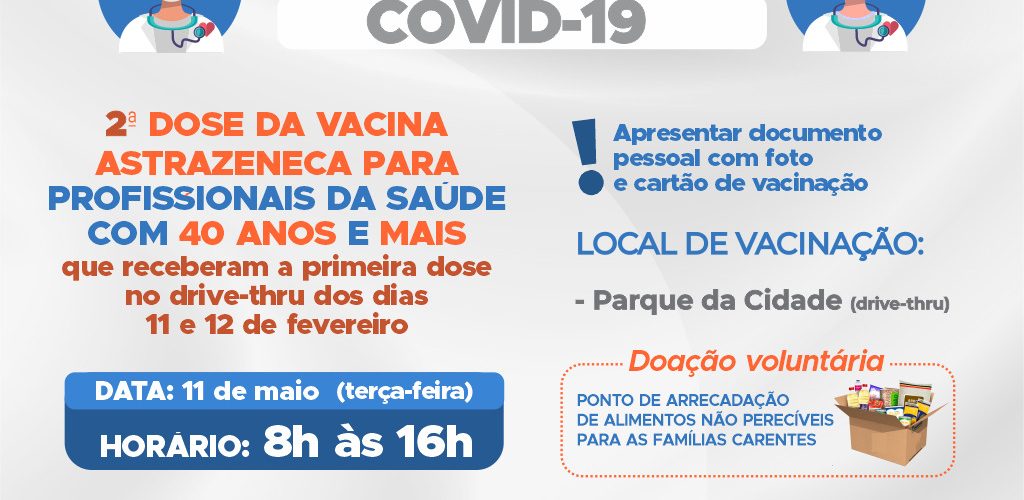 COVID-19
2ª DOSE DA VACINA
ASTRAZENECA PARA
PROFISSIONAIS DA SAÚDE
COM 40 ANOS E MAIS
que receberam a primeira dose
no drive-thru dos dias
11 e 12 de fevereiro
DATA: 11 de maio (terça-feira)
HORÁRIO: 8h às 16h
! Apresentar documento
pessoal com foto
e cartão de vacinação
LOCAL DE VACINAÇÃO:
- Parque da Cidade (drive-thru)
Doação voluntária
PONTO DE ARRECADAÇÃO
DE ALIMENTOS NÃO PERECÍVEIS
PARA AS FAMÍLIAS CARENTES